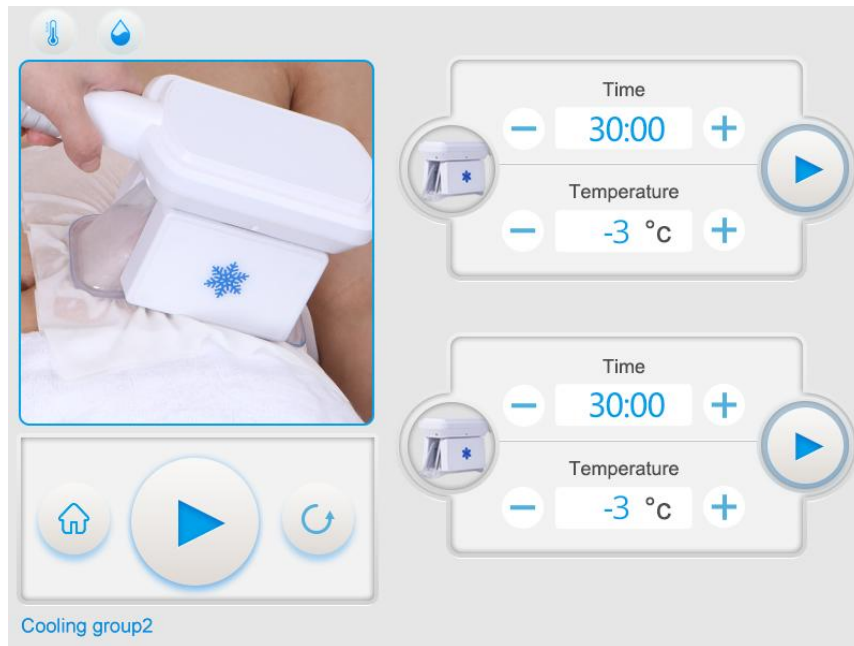 Time
30:00
Temperature
-3 °c
Time
30:00
Temperature
-3 °c
Cooling group2